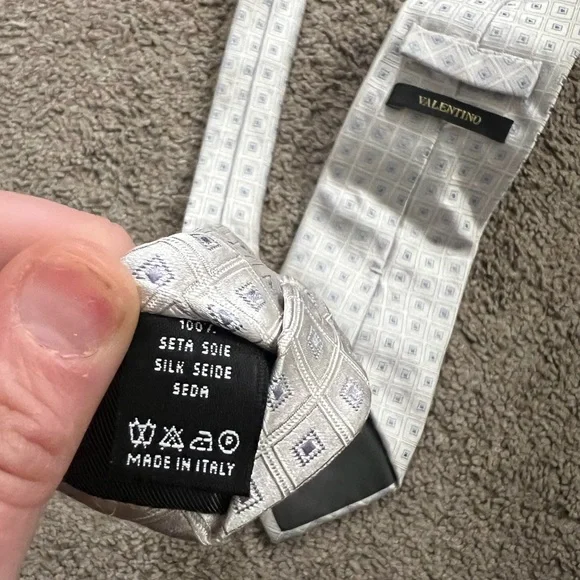 VALENTINO
100%
SETA SOIE
SILK SEIDE
SEDA
P
MADE IN ITALY